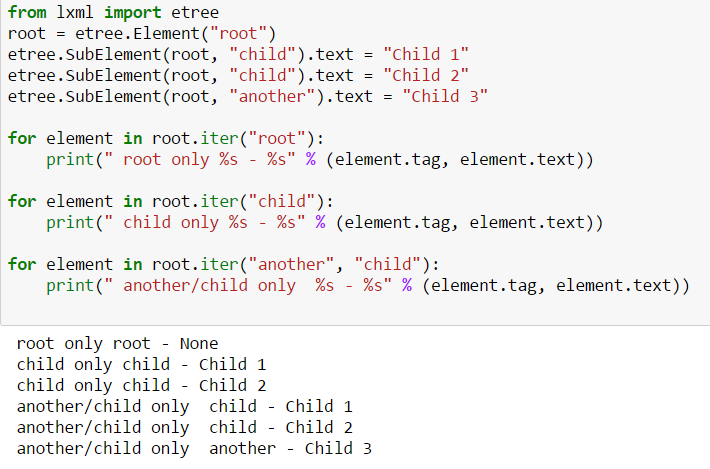 from lxml import etree
root = etree.Element("root")
etree.SubElement(root, "child").text = "Child 1"
etree.SubElement(root, "child").text = "Child 2"
etree.SubElement(root, "another").text = "Child 3"

for element in root.iter("root"):
    print(" root only %s - %s" % (element.tag, element.text))

for element in root.iter("child"):
    print(" child only %s - %s" % (element.tag, element.text))

for element in root.iter("another", "child"):
    print(" another/child only  %s - %s" % (element.tag, element.text))

 root only root - None
 child only child - Child 1
 child only child - Child 2
 another/child only  child - Child 1
 another/child only  child - Child 2
 another/child only  another - Child 3